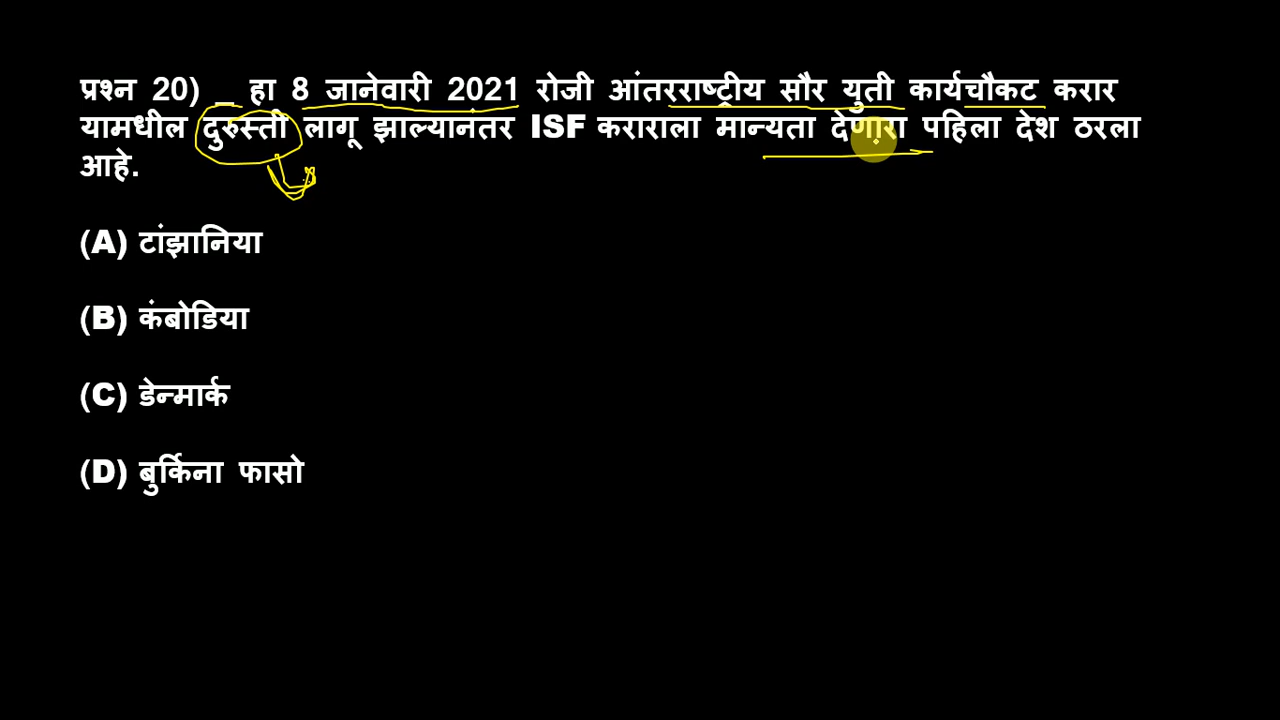 प्रश्न 20) _ हा 8 जानेवारी 2021 रोजी आंतरराष्ट्रीय सौर युती कार्यचौकट करार
यामधील दुरुस्ती लागू झाल्यानंतर ISF कराराला मान्यता देणारा पहिला देश ठरला
आहे.
(A) टांझानिया
(B) कंबोडिया
(C) डेन्मार्क
(D) बुर्किना फासो